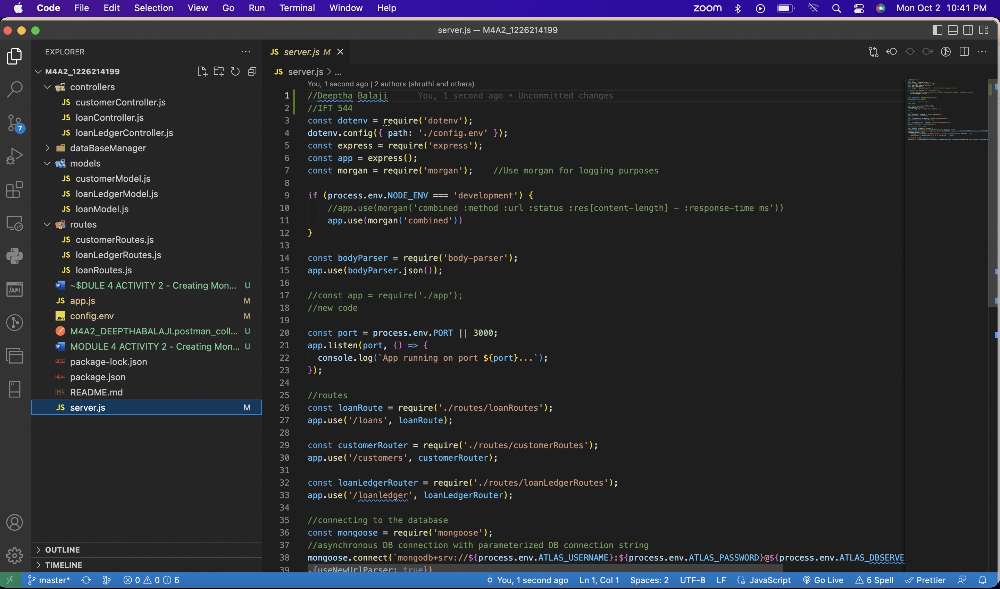 Code File Edit Selection View Go Run Terminal Window Help zoom Mon Oct 2 10:41 PM
server.js — M4A2_1226214199
EXPLORER
M4A2_1226214199
controllers
JS customerController.js
JS loanController.js
JS loanLedgerController.js
dataBaseManager
models
JS customerModel.js
JS loanLedgerModel.js
JS loanModel.js
routes
JS customerRoutes.js
JS loanLedgerRoutes.js
JS loanRoutes.js
~$DULE 4 ACTIVITY 2 - Creating Mon... U
JS app.js M
.ENV config.env M
M4A2_DEEPTHABALAJI.postman_coll... U
MODULE 4 ACTIVITY 2 - Creating Mon... U
package-lock.json
package.json
README.md
JS server.js M
OUTLINE
TIMELINE
7
/API
JS server.js M
JS server.js > ...
You, 1 second ago | 2 authors (shruthi and others)
1 //Deeptha Balaji You, 1 second ago • Uncommitted changes
2 //IFT 544
3 const dotenv = require('dotenv');
4 dotenv.config({ path: './config.env' });
5 const express = require('express');
6 const app = express();
7 const morgan = require('morgan'); //Use morgan for logging purposes
8
9 if (process.env.NODE_ENV === 'development') {
10 //app.use(morgan('combined :method :url :status :res[content-length] - :response-time ms'))
11 app.use(morgan('combined'))
12 }
13
14 const bodyParser = require('body-parser');
15 app.use(bodyParser.json());
16
17 //const app = require('./app');
18 //new code
19
20 const port = process.env.PORT || 3000;
21 app.listen(port, () => {
22 console.log(`App running on port ${port}...`);
23 });
24
25 //routes
26 const loanRoute = require('./routes/loanRoutes');
27 app.use('/loans', loanRoute);
28
29 const customerRouter = require('./routes/customerRoutes');
30 app.use('/customers', customerRouter);
31
32 const loanLedgerRouter = require('./routes/loanLedgerRoutes');
33 app.use('/loanledger', loanLedgerRouter);
34
35 //connecting to the database
36 const mongoose = require('mongoose');
37 //asynchronous DB connection with parameterized DB connection string
38 mongoose.connect(`mongodb+srv://${process.env.ATLAS_USERNAME}:${process.env.ATLAS_PASSWORD}@${process.env.ATLAS_DBSERVE
39 ,{useNewUrlParser: true})
master* 0 0 5 You, 1 second ago Ln 1, Col 1 Spaces: 2 UTF-8 LF JavaScript Go Live 5 Spell Prettier